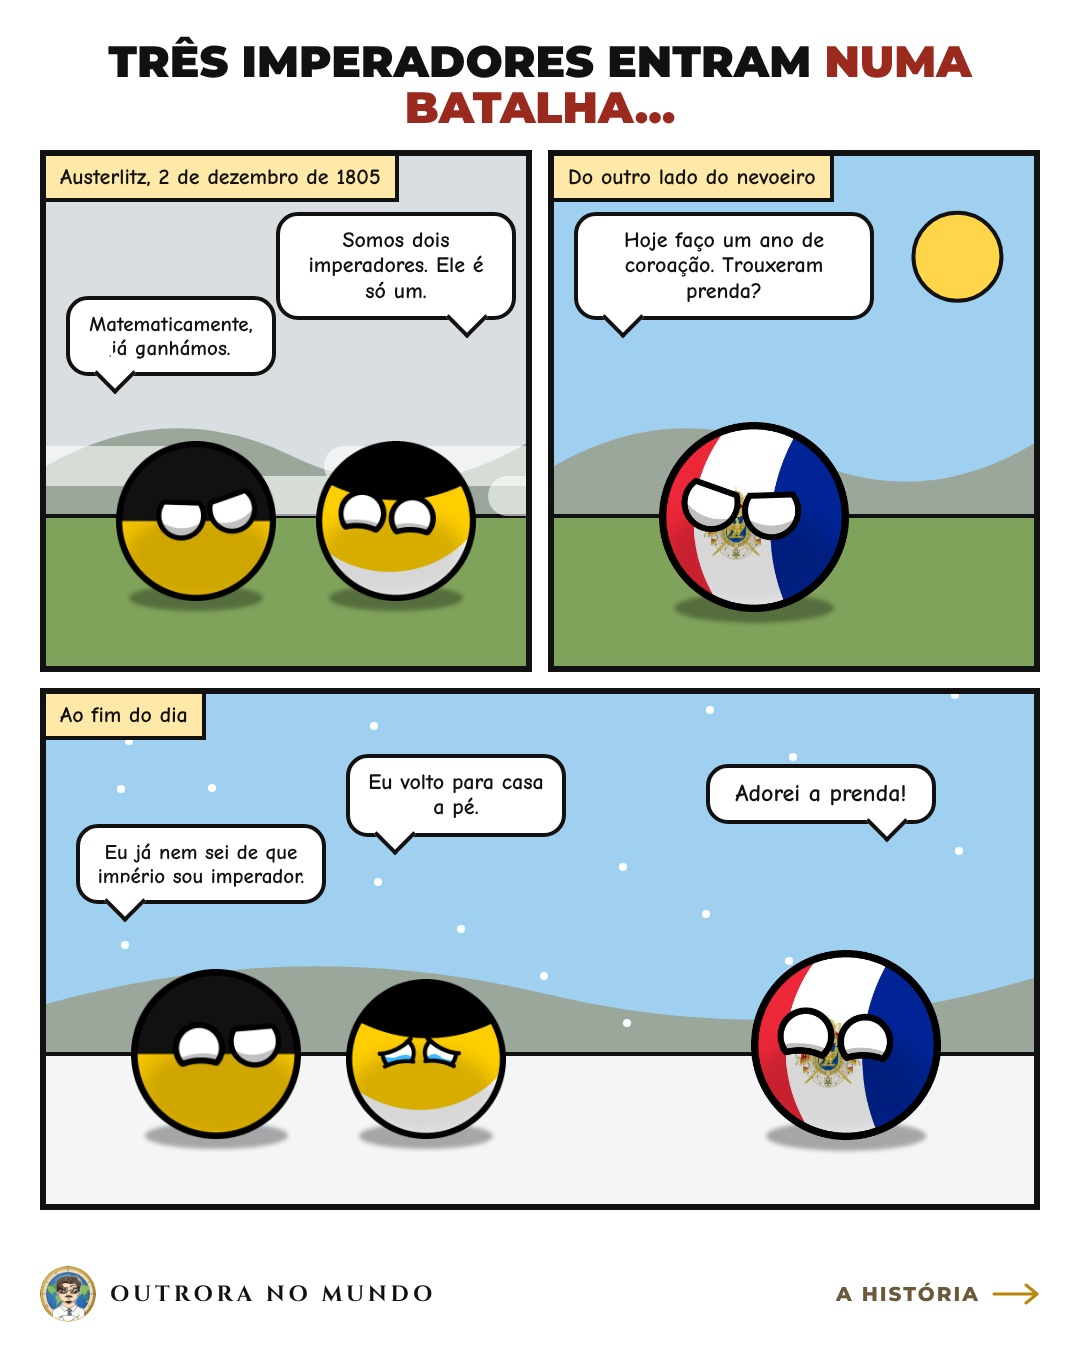 TRÊS IMPERADORES ENTRAM NUMA
BATALHA...
Austerlitz, 2 de dezembro de 1805
Somos dois
imperadores. Ele é
só um.
Matematicamente,
já ganhámos.
Do outro lado do nevoeiro
Hoje faço um ano de
coroação. Trouxeram
prenda?
Ao fim do dia
Eu já nem sei de que
império sou imperador.
Eu volto para casa
a pé.
Adorei a prenda!
OUTRORA NO MUNDO
A HISTÓRIA